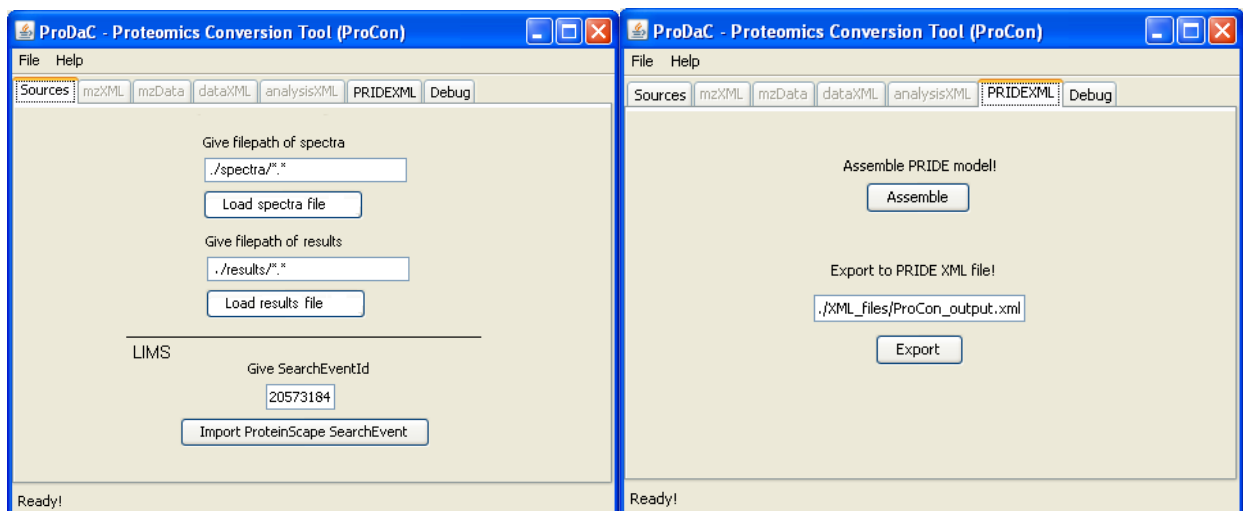 ProDaC - Proteomics Conversion Tool (ProCon)
File Help
Sources mzXML mzData dataXML analysisXML PRIDEXML Debug
Give filepath of spectra
./spectra/*.*
Load spectra file
Give filepath of results
./results/*.*
Load results file
LIMS
Give SearchEventId
20573184
Import ProteinScape SearchEvent
Ready!
ProDaC - Proteomics Conversion Tool (ProCon)
File Help
Sources mzXML mzData dataXML analysisXML PRIDEXML Debug
Assemble PRIDE model!
Assemble
Export to PRIDE XML file!
./XML_files/ProCon_output.xml
Export
Ready!